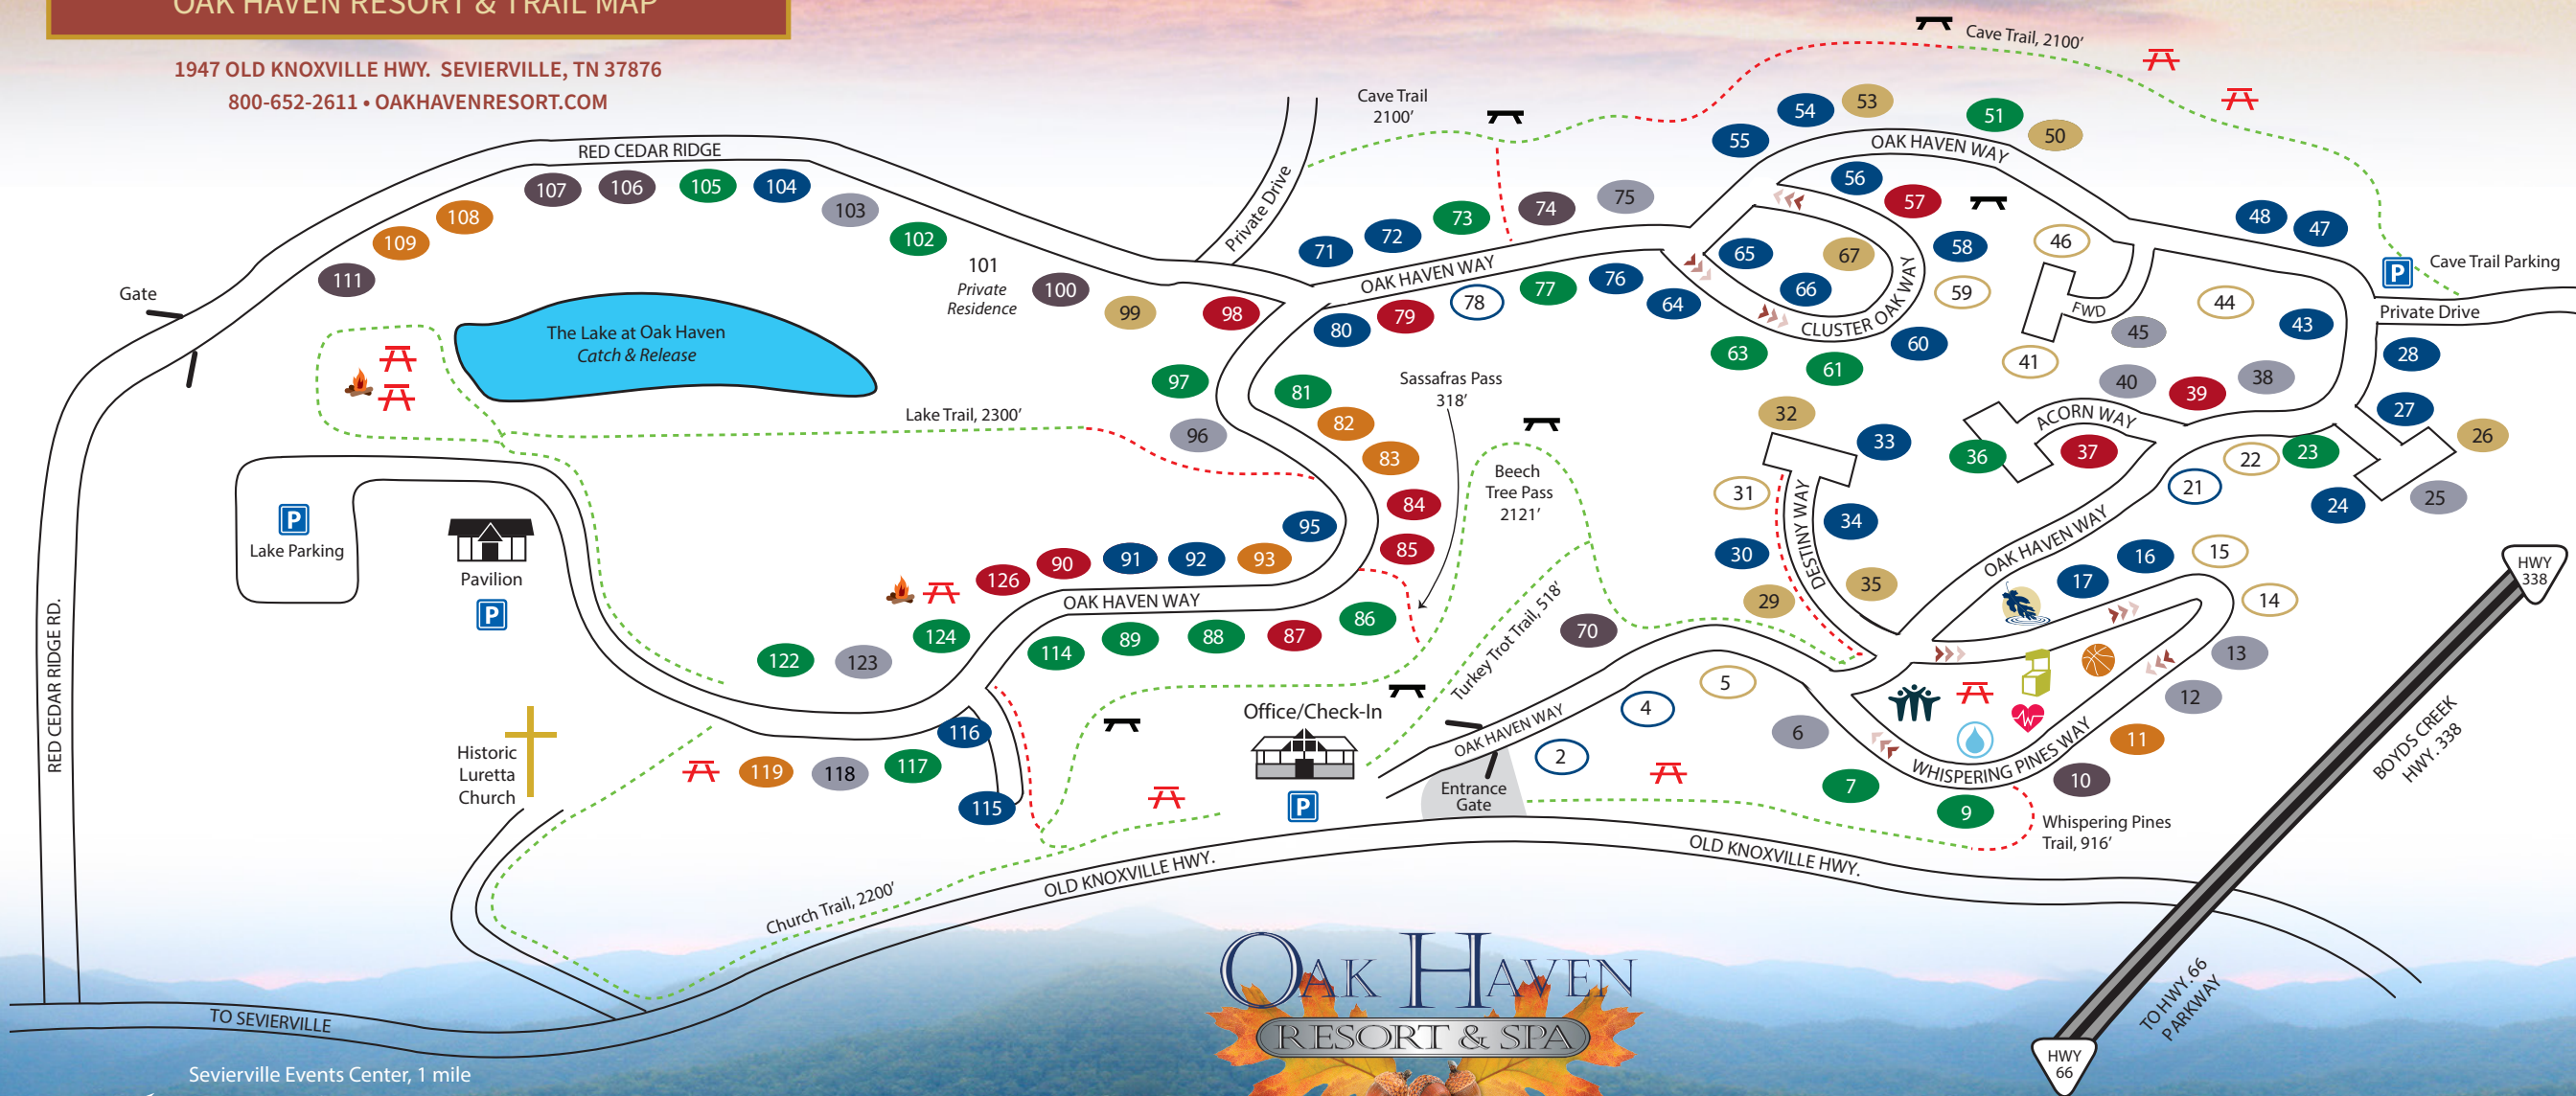 OAK HAVEN RESORT & TRAIL MAP
1947 OLD KNOXVILLE HWY. SEVIERVILLE, TN 37876
800-652-2611 • OAKHAVENRESORT.COM
Cave Trail, 2100'
Cave Trail
2100'
RED CEDAR RIDGE
107
106
105
104
103
102
108
109
111
Gate
101
Private
Residence
100
99
98
Private Drive
The Lake at Oak Haven
Catch & Release
Lake Trail, 2300'
97
96
71
72
73
74
75
OAK HAVEN WAY
80
79
78
77
76
64
55
54
53
51
50
OAK HAVEN WAY
56
57
58
59
60
61
63
65
66
67
CLUSTER OAK WAY
46
FWD
45
44
43
41
40
39
38
48
47
P
Cave Trail Parking
Private Drive
28
27
26
25
24
23
22
21
ACORN WAY
36
37
81
82
83
84
85
86
Sassafras Pass
318'
Beech
Tree Pass
2121'
Turkey Trot Trail, 518'
32
33
31
34
30
29
35
DESTINY WAY
OAK HAVEN WAY
17
16
15
14
13
12
11
10
9
7
6
5
4
2
70
WHISPERING PINES WAY
Whispering Pines
Trail, 916'
OAK HAVEN WAY
Entrance
Gate
Office/Check-In
P
P
Lake Parking
Pavilion
P
95
93
92
91
90
126
OAK HAVEN WAY
87
88
89
114
124
123
122
116
115
117
118
119
Historic
Luretta
Church
RED CEDAR RIDGE RD.
Church Trail, 2200'
OLD KNOXVILLE HWY.
OLD KNOXVILLE HWY.
HWY
338
BOYDS CREEK
HWY. 338
TO HWY. 66
PARKWAY
HWY
66
TO SEVIERVILLE
Sevierville Events Center, 1 mile
OAK HAVEN
RESORT & SPA